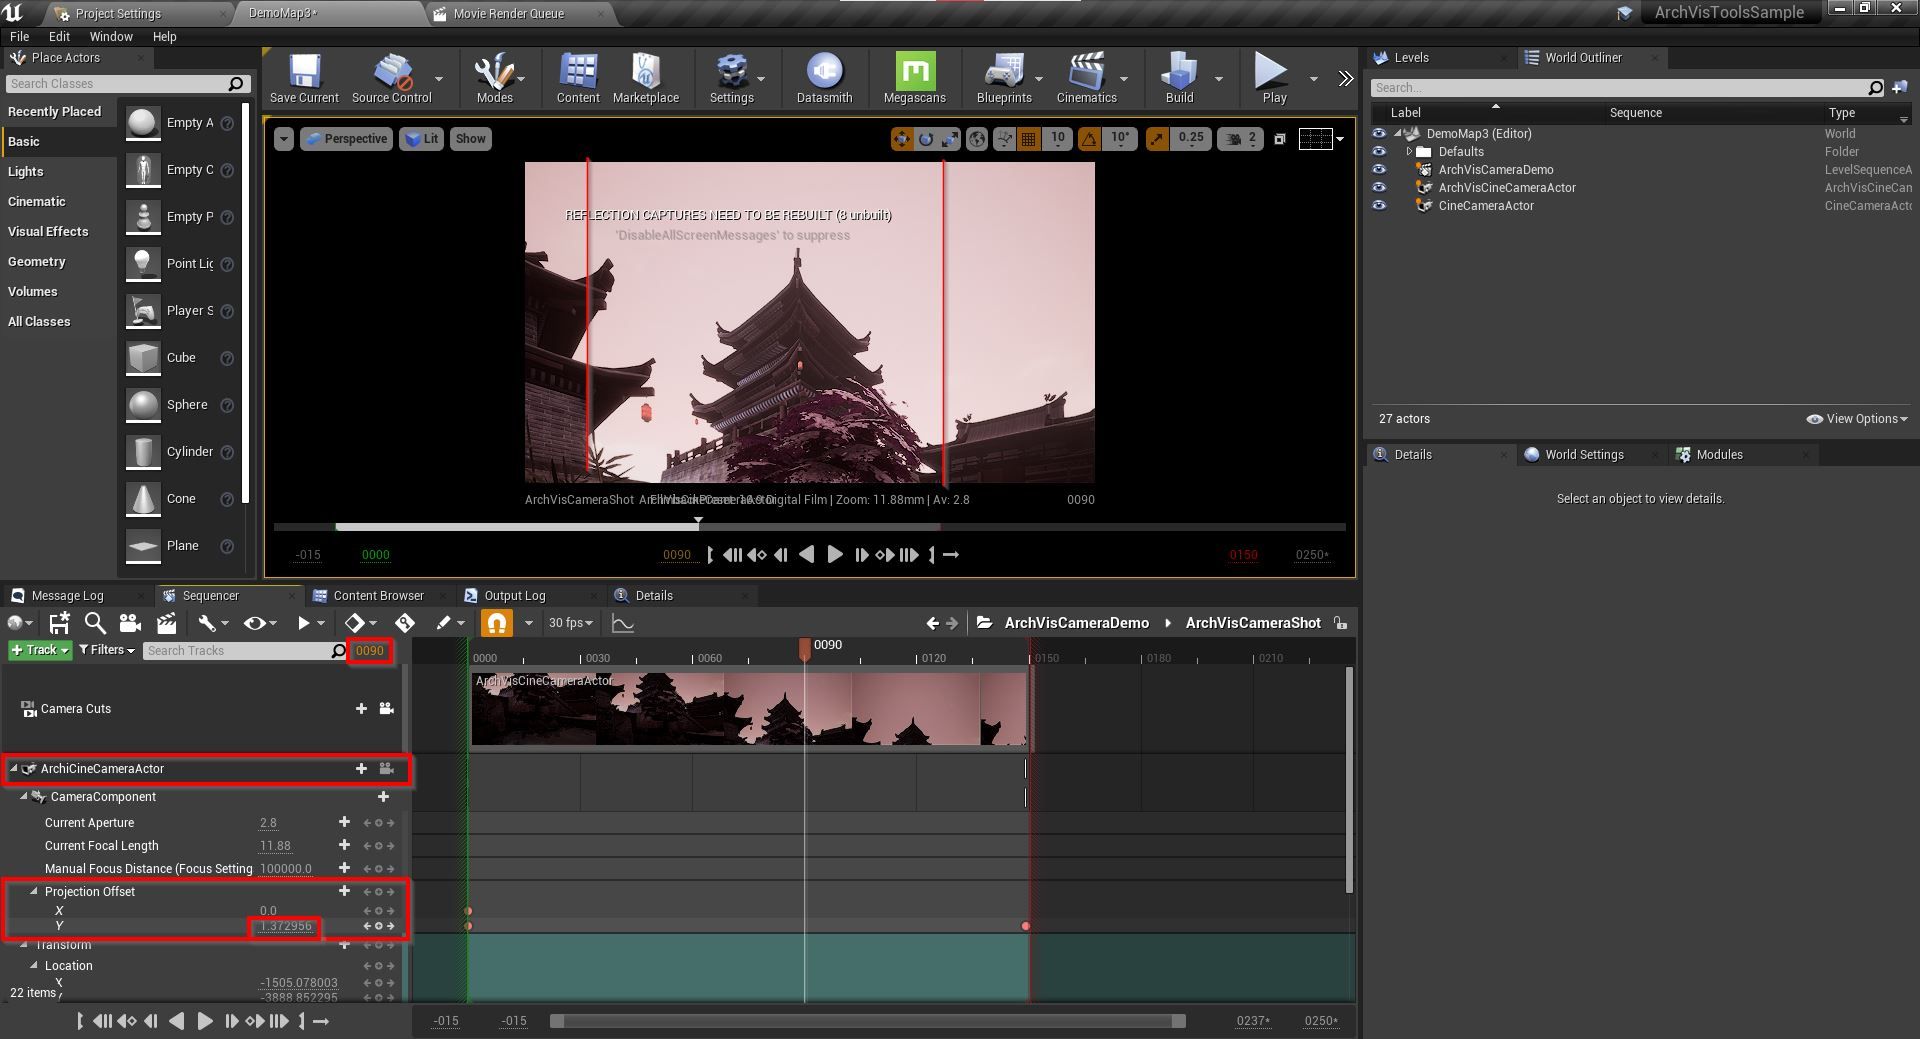 Project Settings
DemoMap3*
Movie Render Queue
ArchVisToolsSample
File Edit Window Help
Place Actors
Search Classes
Recently Placed
Basic
Lights
Cinematic
Visual Effects
Geometry
Volumes
All Classes
Empty A
Empty C
Empty P
Point Lig
Player S
Cube
Sphere
Cylinder
Cone
Plane
Save Current
Source Control
Modes
Content
Marketplace
Settings
Datasmith
Megascans
Blueprints
Cinematics
Build
Play
Perspective Lit Show
10 10° 0.25 2
REFLECTION CAPTURES NEED TO BE REBUILT (8 unbuilt)
'DisableAllScreenMessages' to suppress
ArchVisCameraShot Digital Film | Zoom: 11.88mm | Av: 2.8 0090
-015 0000 0090 0150 0250*
Levels
World Outliner
Search...
Label Sequence Type
DemoMap3 (Editor) World
Defaults Folder
ArchVisCameraDemo LevelSequenceA
ArchVisCineCameraActor ArchVisCineCan
CineCameraActor CineCameraActo
27 actors View Options
Details
World Settings
Modules
Select an object to view details.
Message Log
Sequencer
Content Browser
Output Log
Details
30 fps
ArchVisCameraDemo ArchVisCameraShot
Track Filters Search Tracks 0090
0090
0000 0030 0060 0120 0150 0180 0210
ArchVisCineCameraActor
Camera Cuts
ArchiCineCameraActor
CameraComponent
Current Aperture 2.8
Current Focal Length 11.88
Manual Focus Distance (Focus Setting 100000.0
Projection Offset
X 0.0
Y 1.372956
Transform
Location
X -1505.078003
-3888.852295
22 items
-015 -015 0237* 0250*